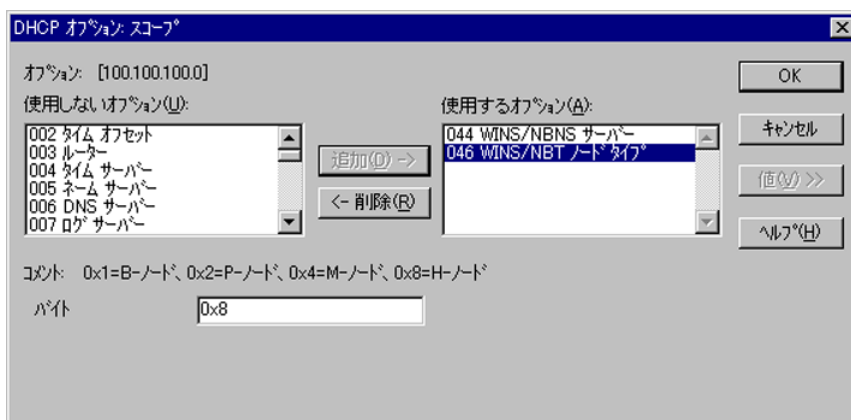 DHCP ｵﾌﾟｼｮﾝ: ｽｺｰﾌﾟ
ｵﾌﾟｼｮﾝ: [100.100.100.0]
使用しないｵﾌﾟｼｮﾝ(U):
002 ﾀｲﾑ ｵﾌｾｯﾄ
003 ﾙｰﾀｰ
004 ﾀｲﾑ ｻｰﾊﾞｰ
005 ﾈｰﾑ ｻｰﾊﾞｰ
006 DNS ｻｰﾊﾞｰ
007 ﾛｸﾞ ｻｰﾊﾞｰ
追加(D) ->
<- 削除(R)
使用するｵﾌﾟｼｮﾝ(A):
044 WINS/NBNS ｻｰﾊﾞｰ
046 WINS/NBT ﾉｰﾄﾞ ﾀｲﾌﾟ
OK
ｷｬﾝｾﾙ
値(V) >>
ﾍﾙﾌﾟ(H)
ｺﾒﾝﾄ: 0x1=B-ﾉｰﾄﾞ、0x2=P-ﾉｰﾄﾞ、0x4=M-ﾉｰﾄﾞ、0x8=H-ﾉｰﾄﾞ
ﾊﾞｲﾄ
0x8